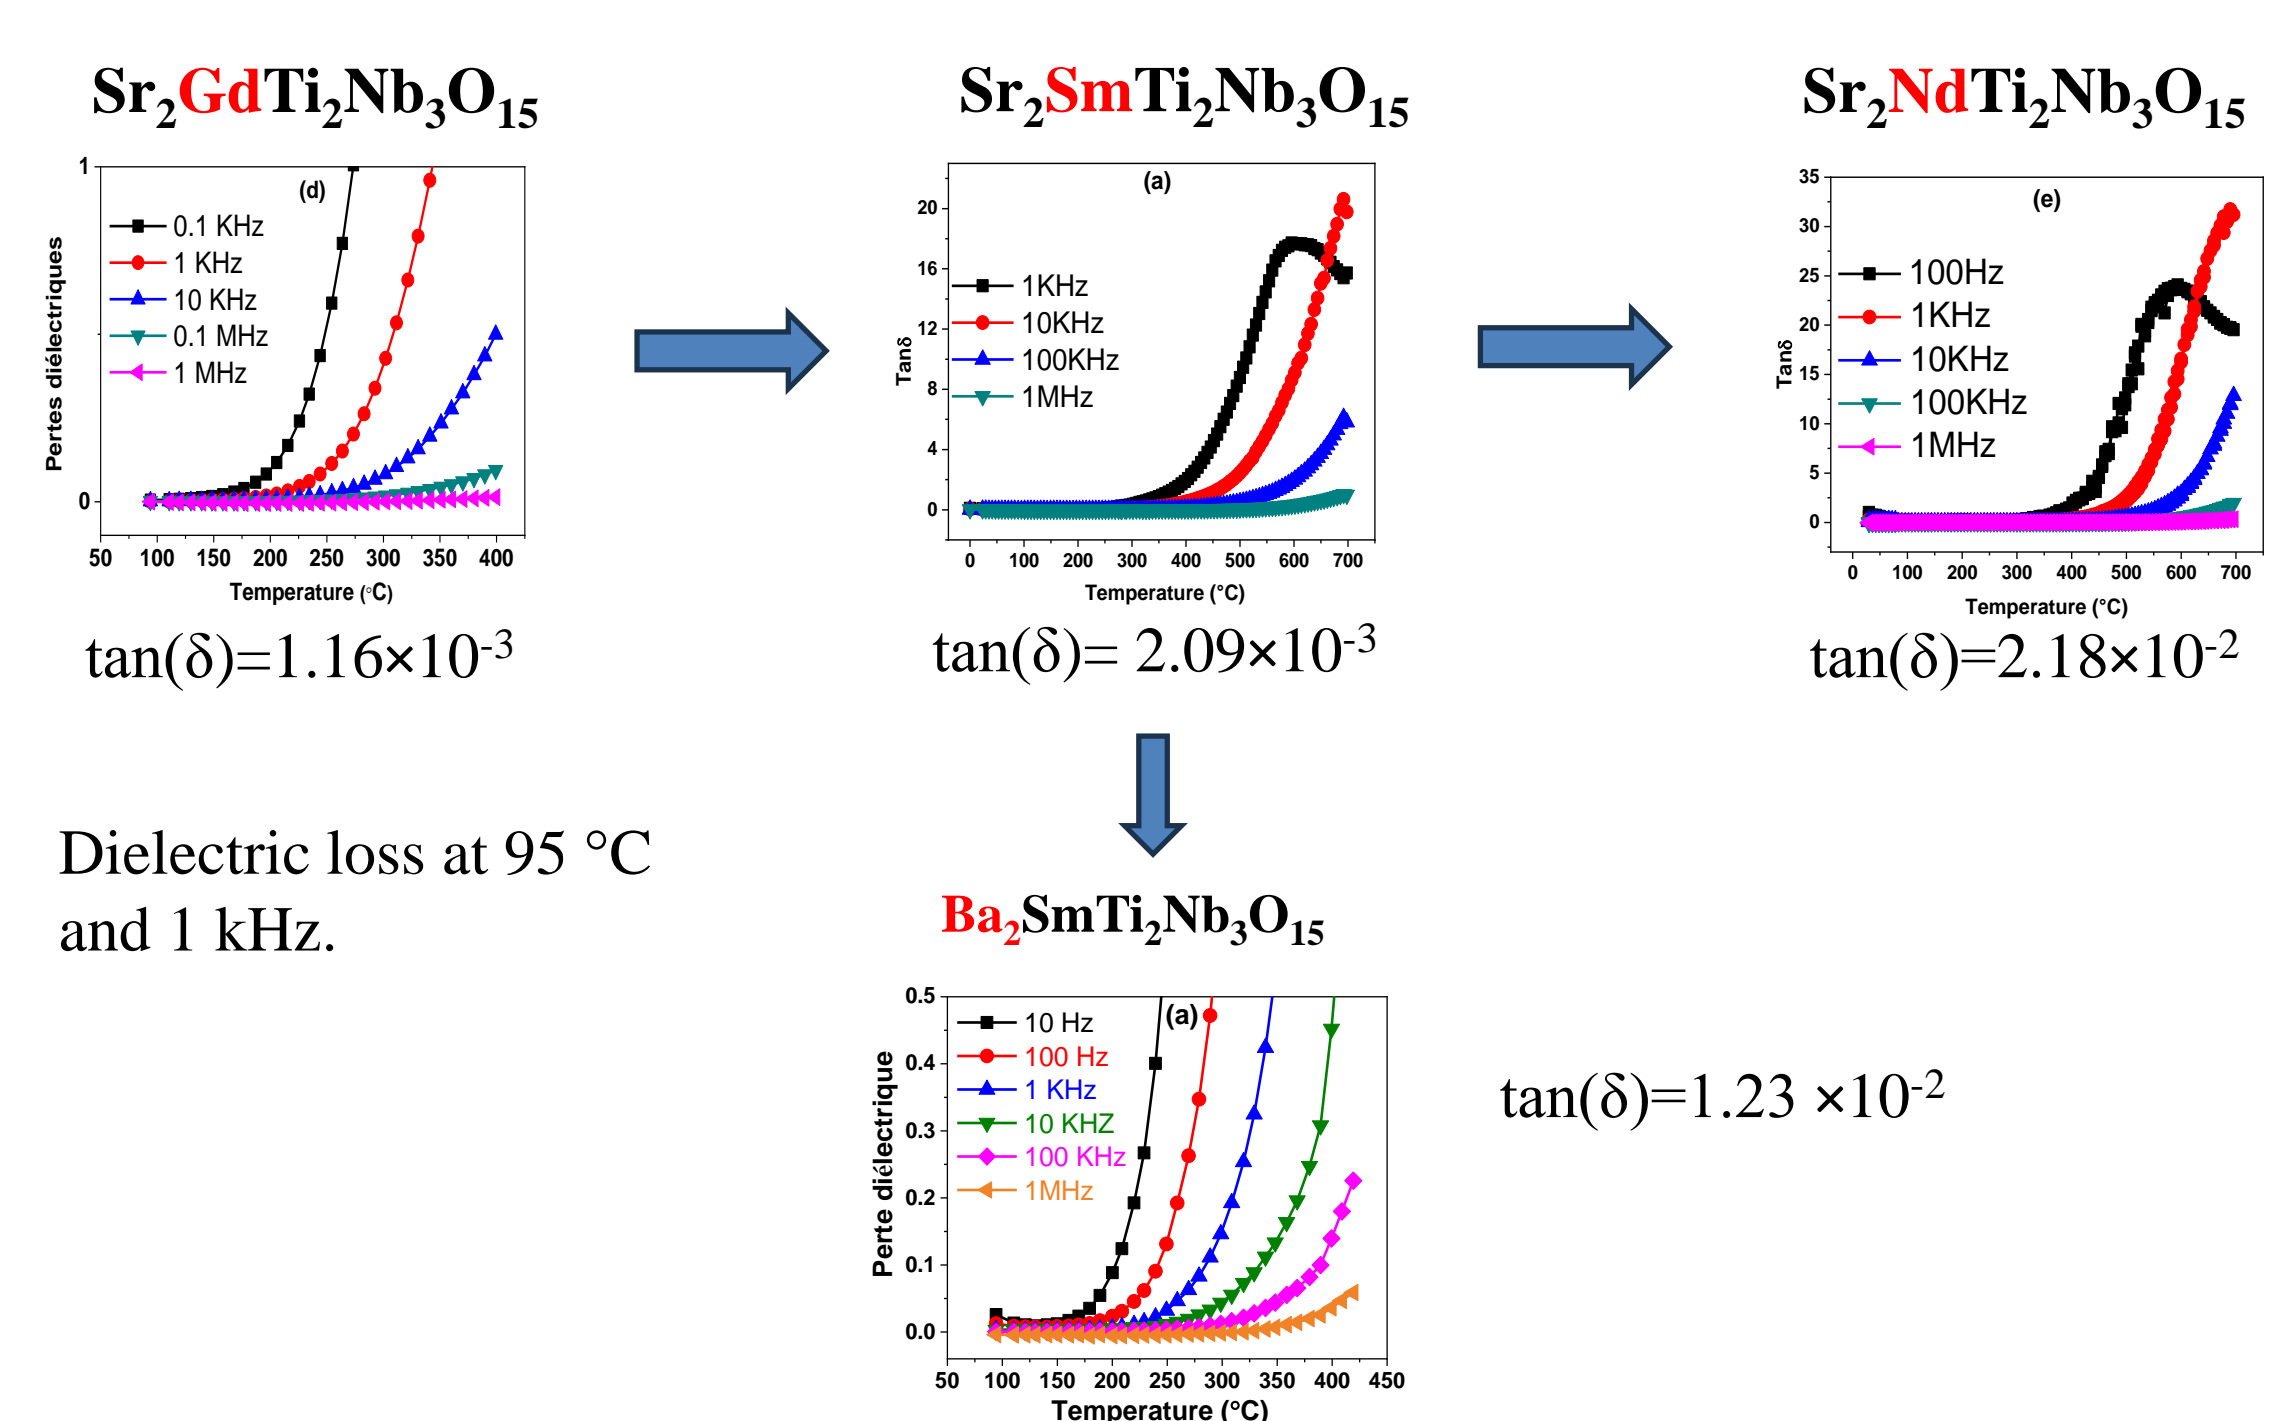 Sr₂GdTi₂Nb₃O₁₅
1
0
(d)
0.1 KHz
1 KHz
10 KHz
0.1 MHz
1 MHz
Pertes diélectriques
50 100 150 200 250 300 350 400
Temperature (°C)
tan(δ)=1.16×10⁻³
Sr₂SmTi₂Nb₃O₁₅
(a)
20
16
12
8
4
0
1KHz
10KHz
100KHz
1MHz
Tanδ
0 100 200 300 400 500 600 700
Temperature (°C)
tan(δ)= 2.09×10⁻³
Sr₂NdTi₂Nb₃O₁₅
(e)
35
30
25
20
15
10
5
0
100Hz
1KHz
10KHz
100KHz
1MHz
Tanδ
0 100 200 300 400 500 600 700
Temperature (°C)
tan(δ)=2.18×10⁻²
Dielectric loss at 95 °C
and 1 kHz.
Ba₂SmTi₂Nb₃O₁₅
(a)
0.5
0.4
0.3
0.2
0.1
0.0
10 Hz
100 Hz
1 KHz
10 KHZ
100 KHz
1MHz
Perte diélectrique
50 100 150 200 250 300 350 400 450
Temperature (°C)
tan(δ)=1.23 ×10⁻²